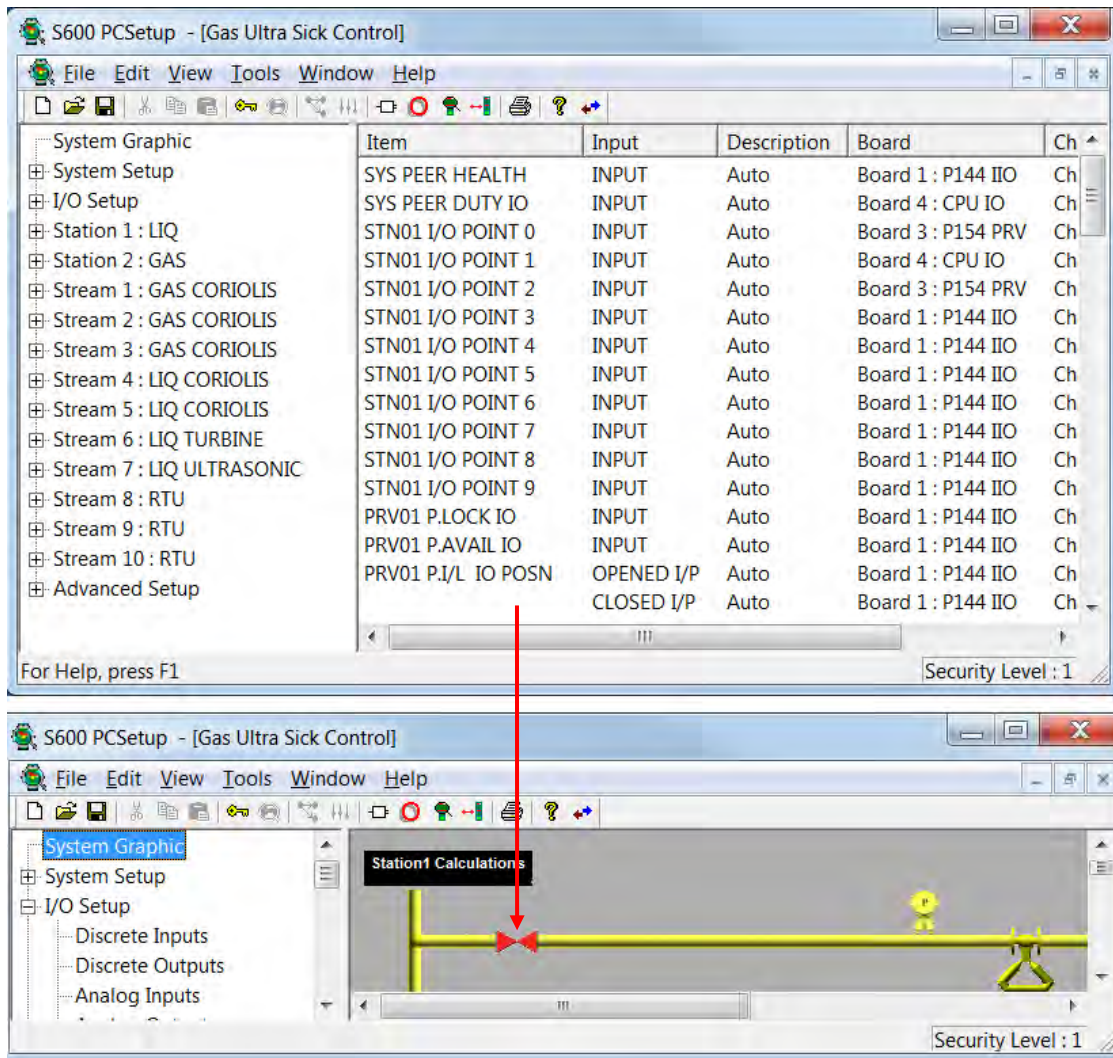 S600 PCSetup - [Gas Ultra Sick Control]
File Edit View Tools Window Help
System Graphic
System Setup
I/O Setup
Station 1 : LIQ
Station 2 : GAS
Stream 1 : GAS CORIOLIS
Stream 2 : GAS CORIOLIS
Stream 3 : GAS CORIOLIS
Stream 4 : LIQ CORIOLIS
Stream 5 : LIQ CORIOLIS
Stream 6 : LIQ TURBINE
Stream 7 : LIQ ULTRASONIC
Stream 8 : RTU
Stream 9 : RTU
Stream 10 : RTU
Advanced Setup
Item Input Description Board Ch
SYS PEER HEALTH INPUT Auto Board 1 : P144 IIO Ch
SYS PEER DUTY IO INPUT Auto Board 4 : CPU IO Ch
STN01 I/O POINT 0 INPUT Auto Board 3 : P154 PRV Ch
STN01 I/O POINT 1 INPUT Auto Board 4 : CPU IO Ch
STN01 I/O POINT 2 INPUT Auto Board 3 : P154 PRV Ch
STN01 I/O POINT 3 INPUT Auto Board 1 : P144 IIO Ch
STN01 I/O POINT 4 INPUT Auto Board 1 : P144 IIO Ch
STN01 I/O POINT 5 INPUT Auto Board 1 : P144 IIO Ch
STN01 I/O POINT 6 INPUT Auto Board 1 : P144 IIO Ch
STN01 I/O POINT 7 INPUT Auto Board 1 : P144 IIO Ch
STN01 I/O POINT 8 INPUT Auto Board 1 : P144 IIO Ch
STN01 I/O POINT 9 INPUT Auto Board 1 : P144 IIO Ch
PRV01 P.LOCK IO INPUT Auto Board 1 : P144 IIO Ch
PRV01 P.AVAIL IO INPUT Auto Board 1 : P144 IIO Ch
PRV01 P.I/L IO POSN OPENED I/P Auto Board 1 : P144 IIO Ch
CLOSED I/P Auto Board 1 : P144 IIO Ch
For Help, press F1
Security Level : 1
S600 PCSetup - [Gas Ultra Sick Control]
File Edit View Tools Window Help
System Graphic
System Setup
I/O Setup
Discrete Inputs
Discrete Outputs
Analog Inputs
Station1 Calculations
P
Security Level : 1